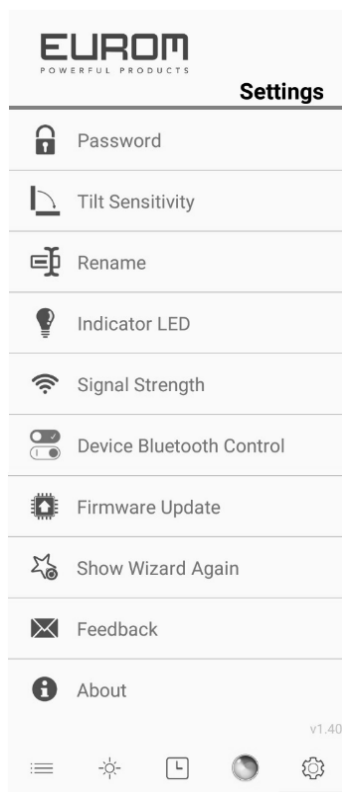 EUROM
POWERFUL PRODUCTS
Settings
Password
Tilt Sensitivity
Rename
Indicator LED
Signal Strength
Device Bluetooth Control
Firmware Update
Show Wizard Again
Feedback
About
v1.40